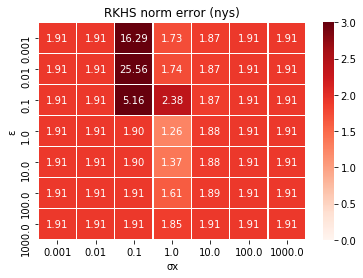 RKHS norm error (nys)
0.001 1.91 1.91 16.29 1.73 1.87 1.91 1.91
0.01 1.91 1.91 25.56 1.74 1.87 1.91 1.91
0.1 1.91 1.91 5.16 2.38 1.87 1.91 1.91
1.0 1.91 1.91 1.90 1.26 1.88 1.91 1.91
10.0 1.91 1.91 1.90 1.37 1.88 1.91 1.91
100.0 1.91 1.91 1.91 1.61 1.89 1.91 1.91
1000.0 1.91 1.91 1.91 1.85 1.91 1.91 1.91
0.001 0.01 0.1 1.0 10.0 100.0 1000.0
σx
ε
3.0
2.5
2.0
1.5
1.0
0.5
0.0